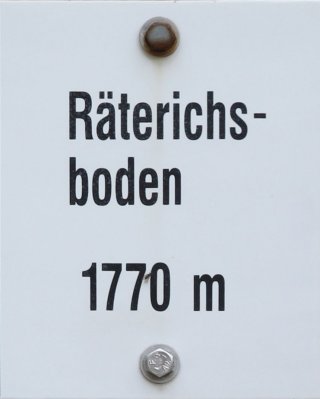 Räterichs-
boden
1770 m